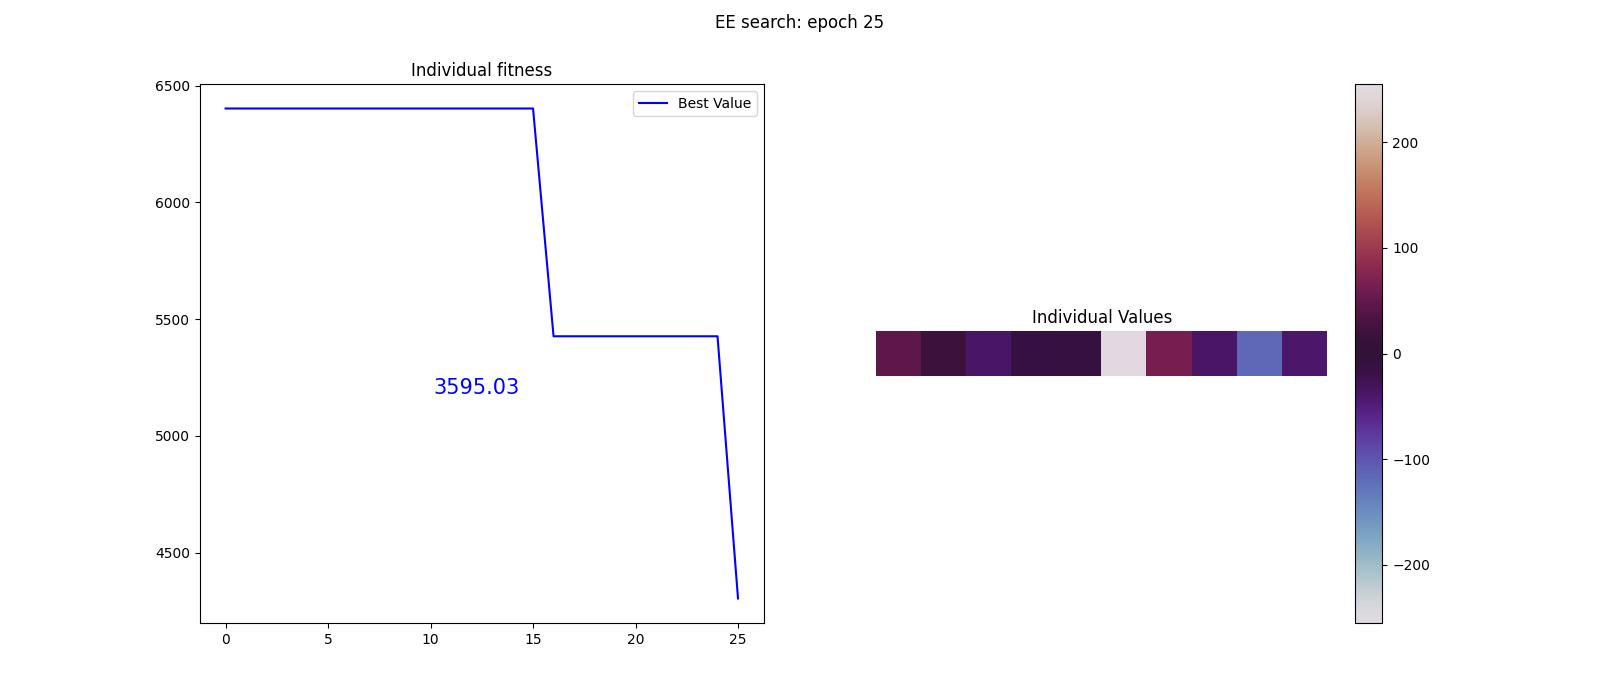 EE search: epoch 25
Individual fitness
6500
6000
5500
5000
4500
0 5 10 15 20 25
Best Value
3595.03
Individual Values
200
100
0
−100
−200